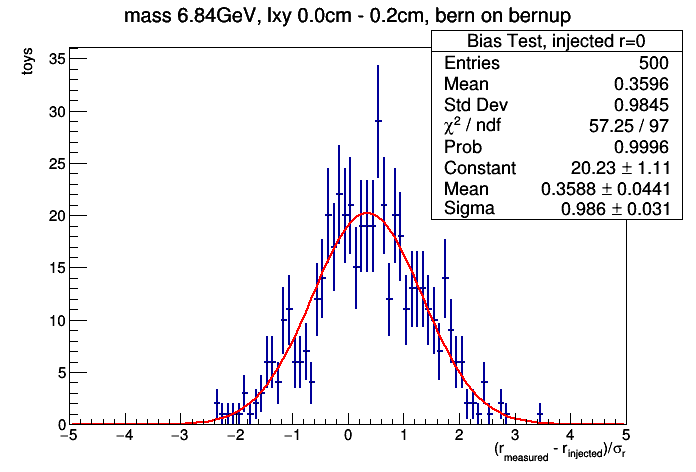 mass 6.84GeV, lxy 0.0cm - 0.2cm, bern on bernup
Bias Test, injected r=0
Entries 500
Mean 0.3596
Std Dev 0.9845
χ² / ndf 57.25 / 97
Prob 0.9996
Constant 20.23 ± 1.11
Mean 0.3588 ± 0.0441
Sigma 0.986 ± 0.031
toys
35
30
25
20
15
10
5
0
−5 −4 −3 −2 −1 0 1 2 3 4 5
(r_measured - r_injected)/σ_r